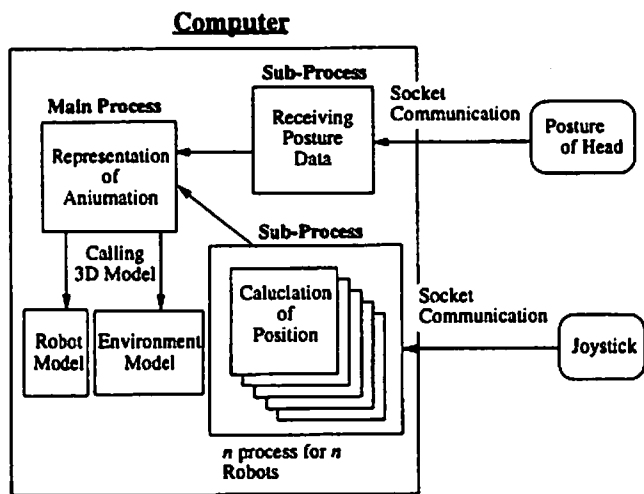 Computer
Sub-Process
Main Process
Receiving
Posture
Data
Socket
Communication
Posture
of Head
Representation
of
Aniumation
Sub-Process
Calling
3D Model
Caluclation
of
Position
Robot
Model
Environment
Model
Socket
Communication
Joystick
n process for n
Robots